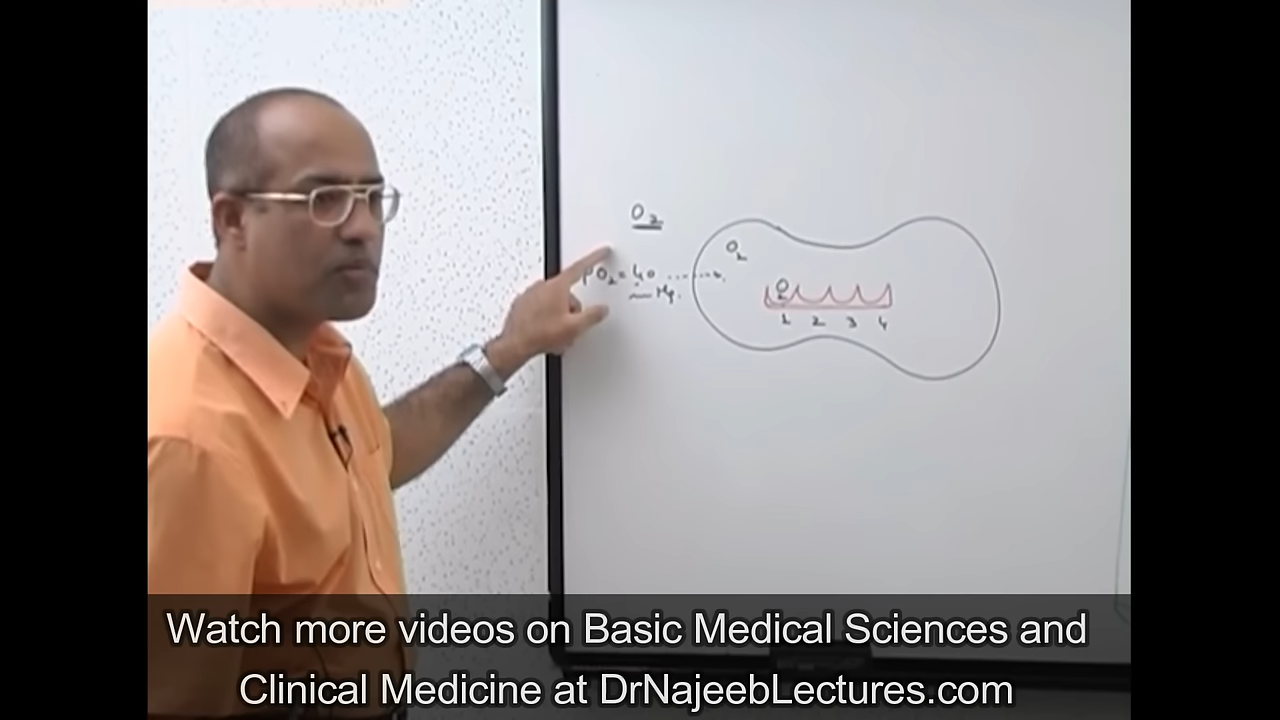 O2
O2
pO2 = 40
Hg.
O2
1 2 3 4
Watch more videos on Basic Medical Sciences and
Clinical Medicine at DrNajeebLectures.com